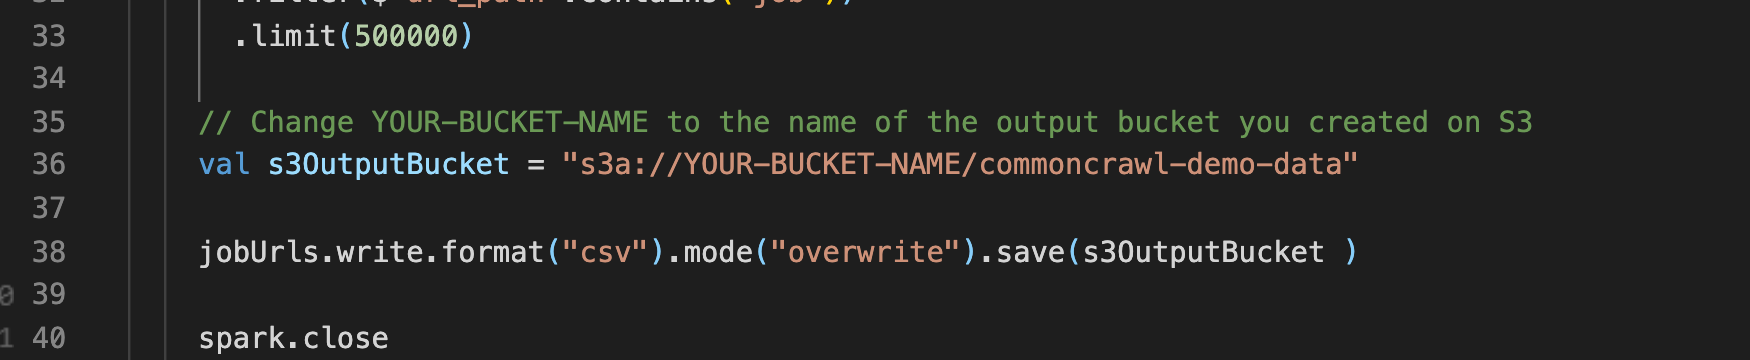 33 .limit(500000)
34
35 // Change YOUR-BUCKET-NAME to the name of the output bucket you created on S3
36 val s3OutputBucket = "s3a://YOUR-BUCKET-NAME/commoncrawl-demo-data"
37
38 jobUrls.write.format("csv").mode("overwrite").save(s3OutputBucket )
0 39
1 40 spark.close